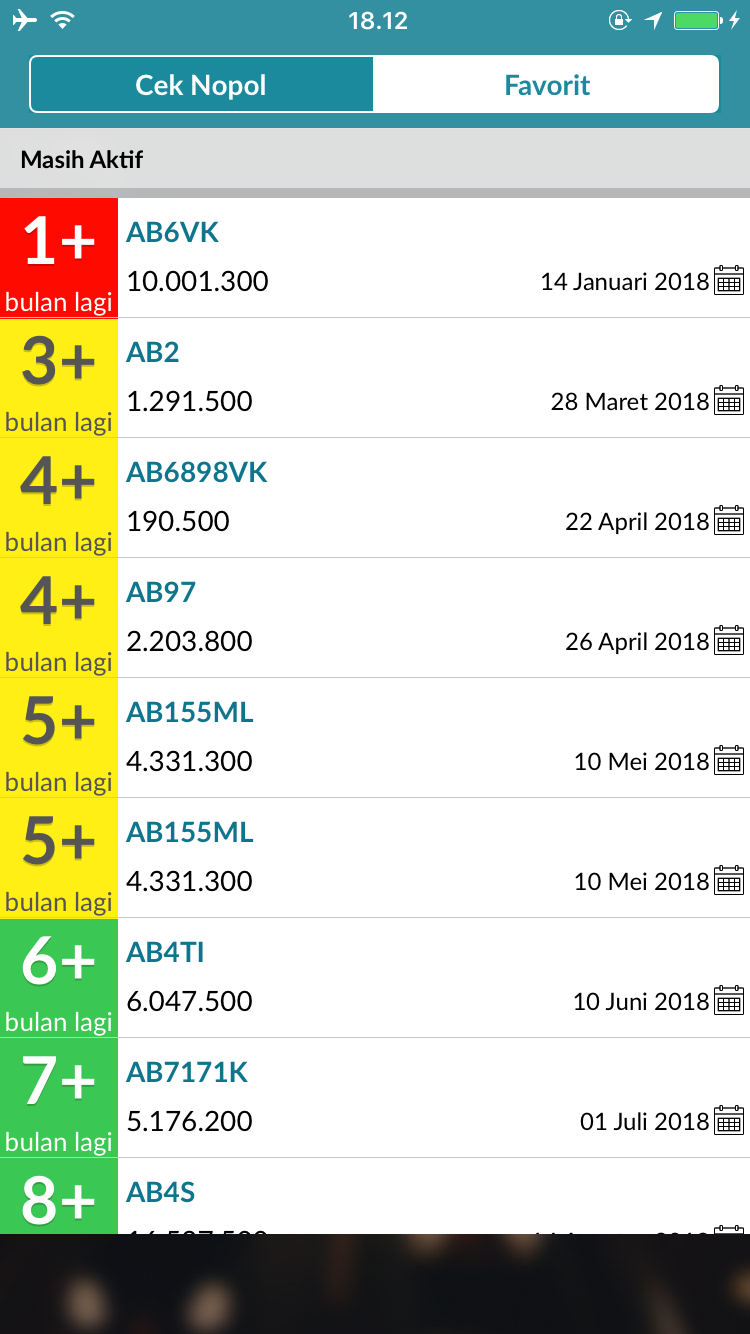 18.12
Cek Nopol Favorit
Masih Aktif
1+ AB6VK
bulan lagi 10.001.300 14 Januari 2018
3+ AB2
bulan lagi 1.291.500 28 Maret 2018
4+ AB6898VK
bulan lagi 190.500 22 April 2018
4+ AB97
bulan lagi 2.203.800 26 April 2018
5+ AB155ML
bulan lagi 4.331.300 10 Mei 2018
5+ AB155ML
bulan lagi 4.331.300 10 Mei 2018
6+ AB4TI
bulan lagi 6.047.500 10 Juni 2018
7+ AB7171K
bulan lagi 5.176.200 01 Juli 2018
8+ AB4S